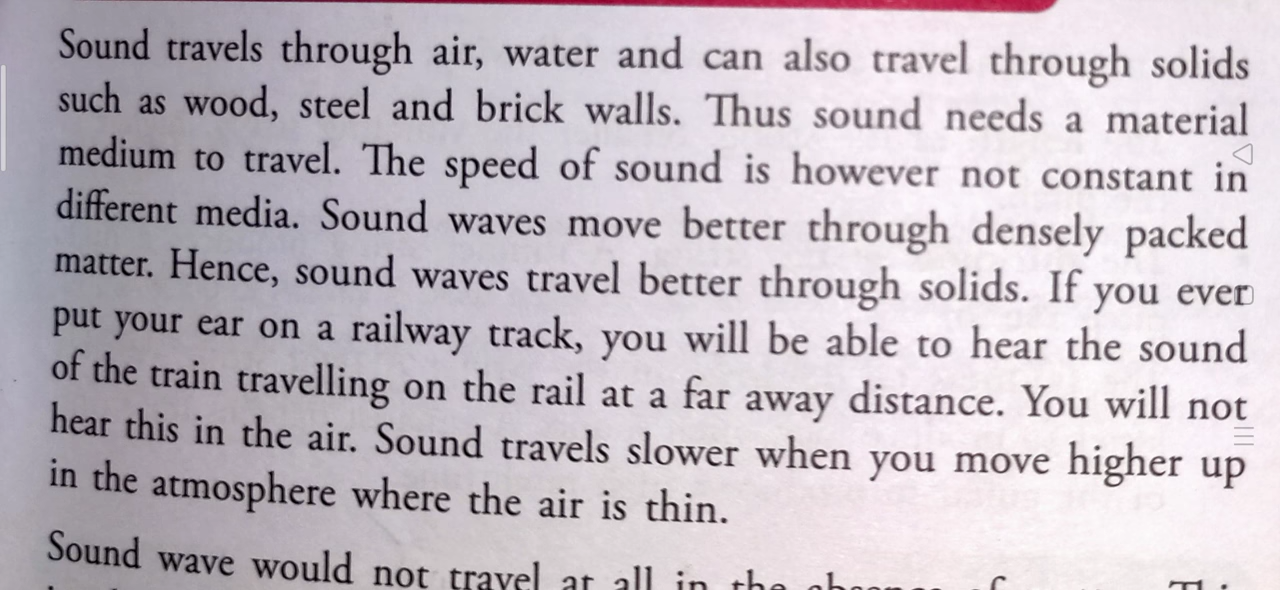 Sound travels through air, water and can also travel through solids
such as wood, steel and brick walls. Thus sound needs a material
medium to travel. The speed of sound is however not constant in
different media. Sound waves move better through densely packed
matter. Hence, sound waves travel better through solids. If you ever
put your ear on a railway track, you will be able to hear the sound
of the train travelling on the rail at a far away distance. You will not
hear this in the air. Sound travels slower when you move higher up
in the atmosphere where the air is thin.
Sound wave would not travel at all in the absence of